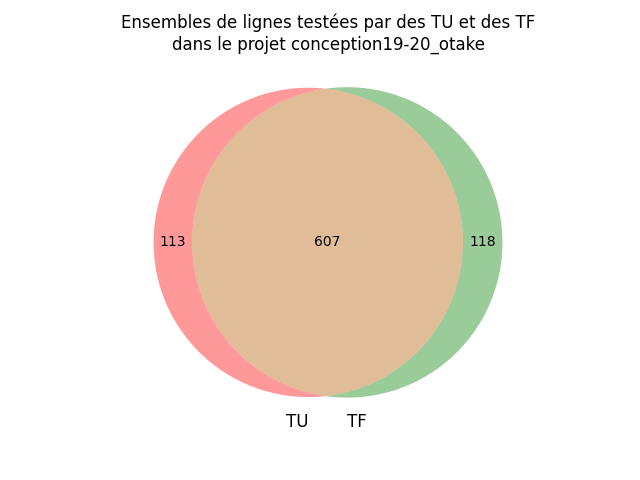 Ensembles de lignes testées par des TU et des TF
dans le projet conception19-20_otake
113 607 118
TU TF